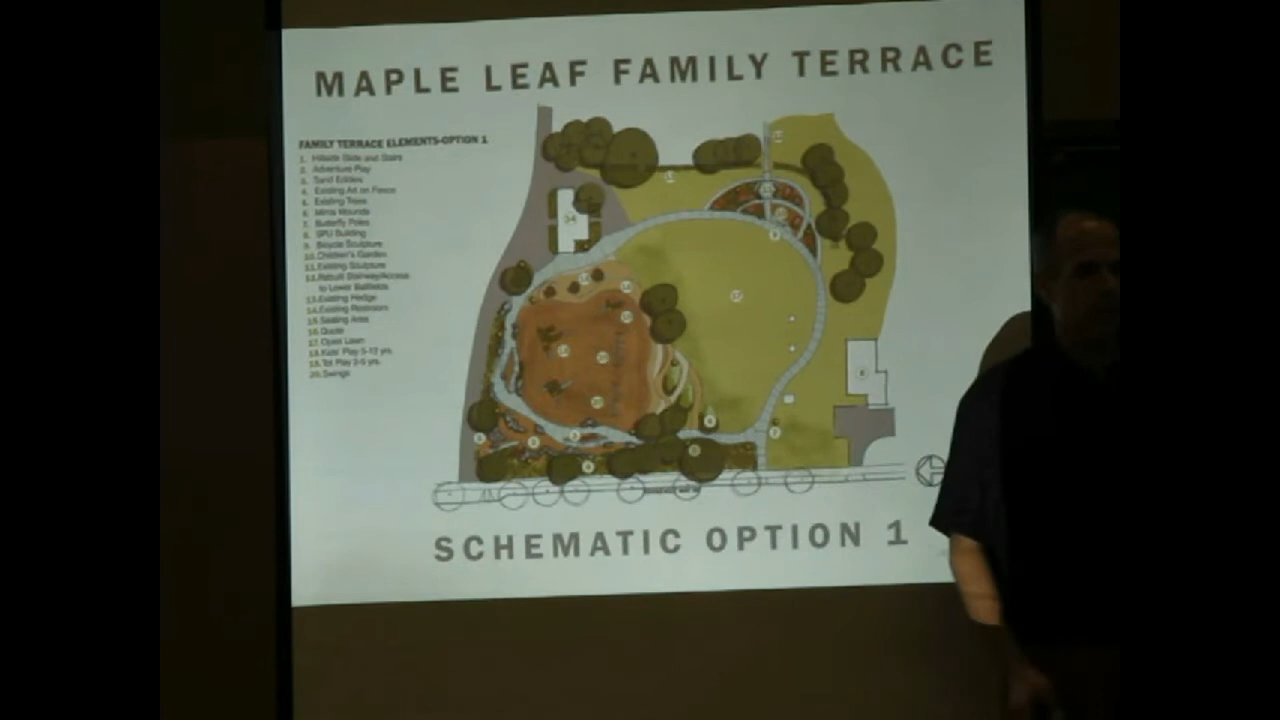 MAPLE LEAF FAMILY TERRACE
FAMILY TERRACE ELEMENTS-OPTION 1
1. Hillside Slide and Stairs
2. Adventure Play
3. Sand Eddies
4. Existing Art on Fence
5. Existing Trees
6. Mima Mounds
7. Butterfly Poles
8. SPU Building
9. Bicycle Sculpture
10. Children's Garden
11. Existing Sculpture
12. Rebuilt Stairway/Access
to Lower Ballfields
13. Existing Hedge
14. Existing Restroom
15. Seating Area
16. Quote
17. Open Lawn
18. Kids' Play 5-12 yrs.
19. Tot Play 2-5 yrs.
20. Swings
14
17
SCHEMATIC OPTION 1